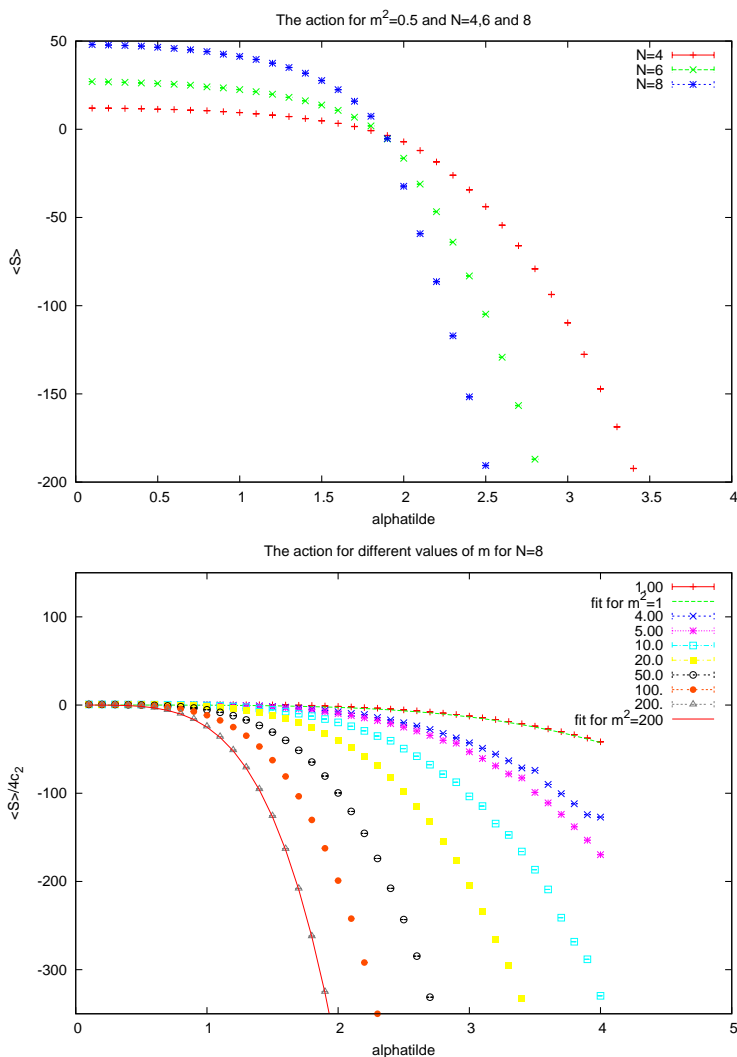 The action for m²=0.5 and N=4,6 and 8
N=4
N=6
N=8
50
0
-50
-100
-150
-200
<S>
0 0.5 1 1.5 2 2.5 3 3.5 4
alphatilde
The action for different values of m for N=8
1.00
fit for m²=1
4.00
5.00
10.0
20.0
50.0
100.
200.
fit for m²=200
100
0
-100
-200
-300
<S>/4c₂
0 1 2 3 4 5
alphatilde